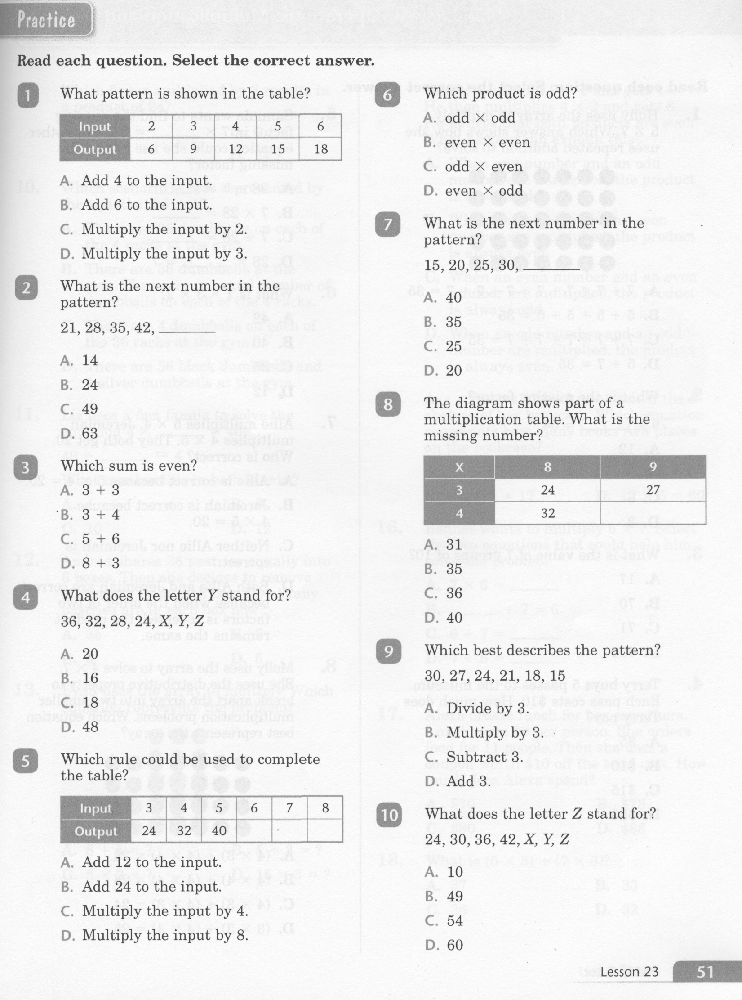 Practice
Read each question. Select the correct answer.
1 What pattern is shown in the table?
Input 2 3 4 5 6
Output 6 9 12 15 18
A. Add 4 to the input.
B. Add 6 to the input.
C. Multiply the input by 2.
D. Multiply the input by 3.
2 What is the next number in the
pattern?
21, 28, 35, 42, ______
A. 14
B. 24
C. 49
D. 63
3 Which sum is even?
A. 3 + 3
B. 3 + 4
C. 5 + 6
D. 8 + 3
4 What does the letter Y stand for?
36, 32, 28, 24, X, Y, Z
A. 20
B. 16
C. 18
D. 48
5 Which rule could be used to complete
the table?
Input 3 4 5 6 7 8
Output 24 32 40
A. Add 12 to the input.
B. Add 24 to the input.
C. Multiply the input by 4.
D. Multiply the input by 8.
6 Which product is odd?
A. odd × odd
B. even × even
C. odd × even
D. even × odd
7 What is the next number in the
pattern?
15, 20, 25, 30, ______
A. 40
B. 35
C. 25
D. 20
8 The diagram shows part of a
multiplication table. What is the
missing number?
X 8 9
3 24 27
4 32
A. 31
B. 35
C. 36
D. 40
9 Which best describes the pattern?
30, 27, 24, 21, 18, 15
A. Divide by 3.
B. Multiply by 3.
C. Subtract 3.
D. Add 3.
10 What does the letter Z stand for?
24, 30, 36, 42, X, Y, Z
A. 10
B. 49
C. 54
D. 60
Lesson 23 51